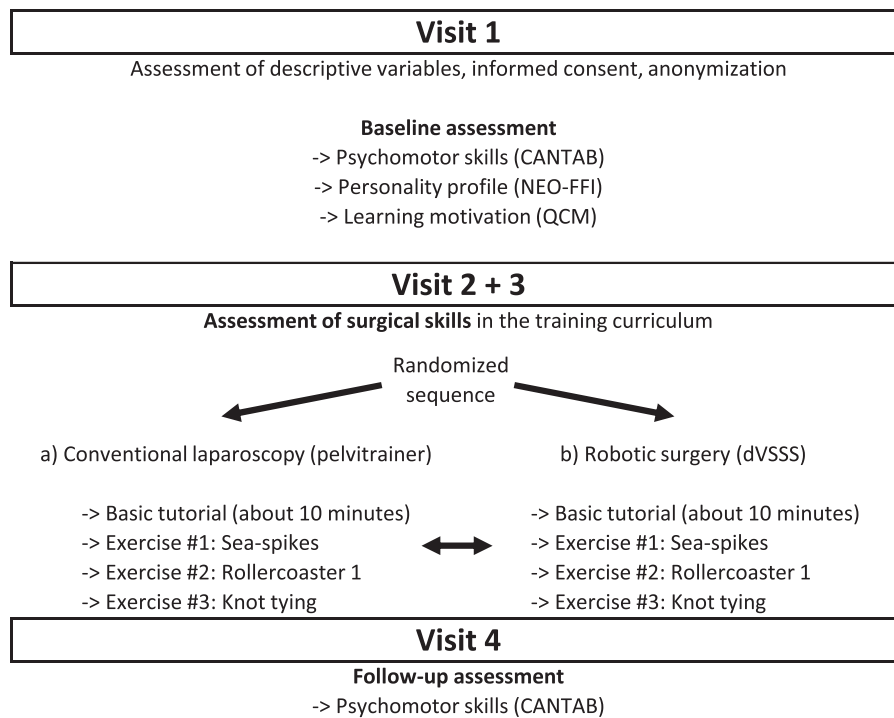 Visit 1
Assessment of descriptive variables, informed consent, anonymization
Baseline assessment
-> Psychomotor skills (CANTAB)
-> Personality profile (NEO-FFI)
-> Learning motivation (QCM)
Visit 2 + 3
Assessment of surgical skills in the training curriculum
Randomized
sequence
a) Conventional laparoscopy (pelvitrainer)
-> Basic tutorial (about 10 minutes)
-> Exercise #1: Sea-spikes
-> Exercise #2: Rollercoaster 1
-> Exercise #3: Knot tying
b) Robotic surgery (dVSSS)
-> Basic tutorial (about 10 minutes)
-> Exercise #1: Sea-spikes
-> Exercise #2: Rollercoaster 1
-> Exercise #3: Knot tying
Visit 4
Follow-up assessment
-> Psychomotor skills (CANTAB)